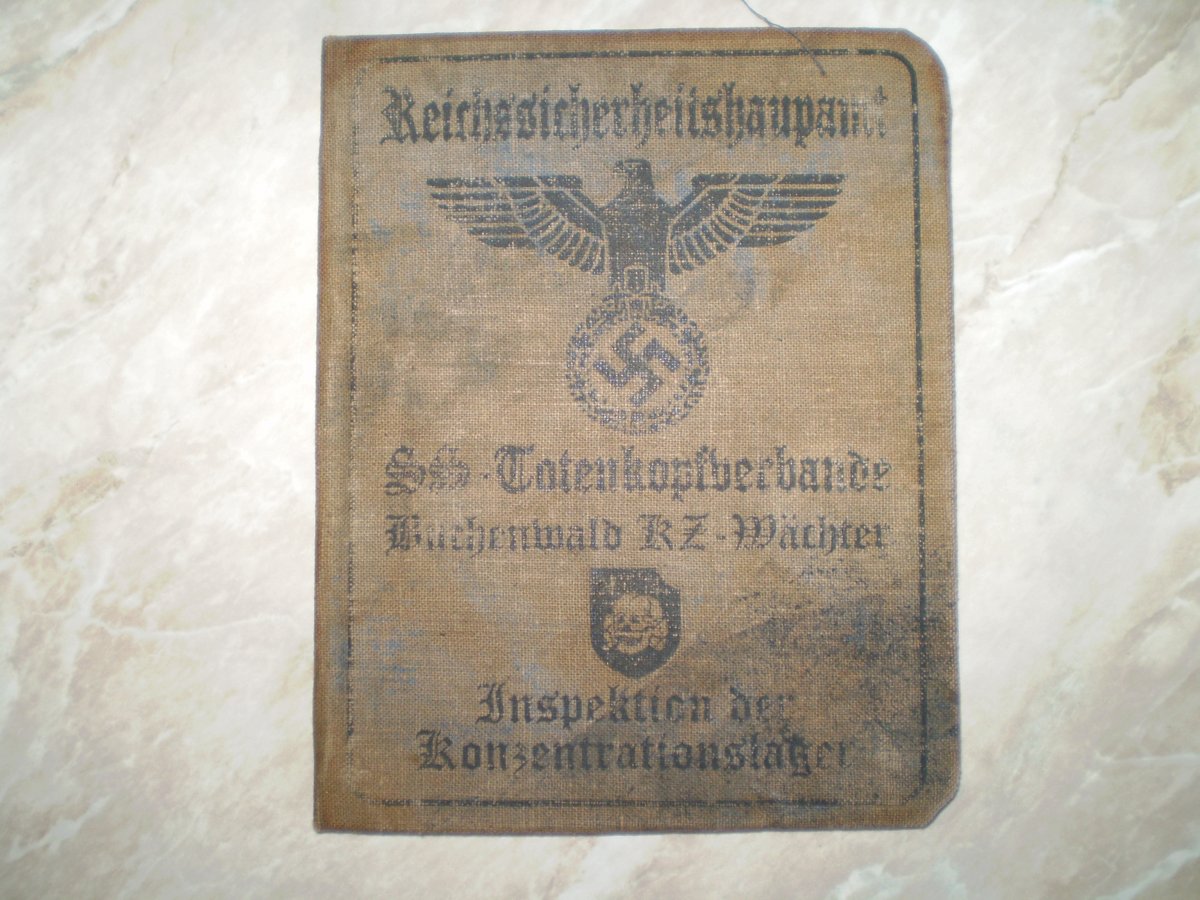 Reichssicherheitshaupamt
SS-Totenkopfverbande
Buchenwald KZ-Wächter
Inspektion der
Konzentrationslager